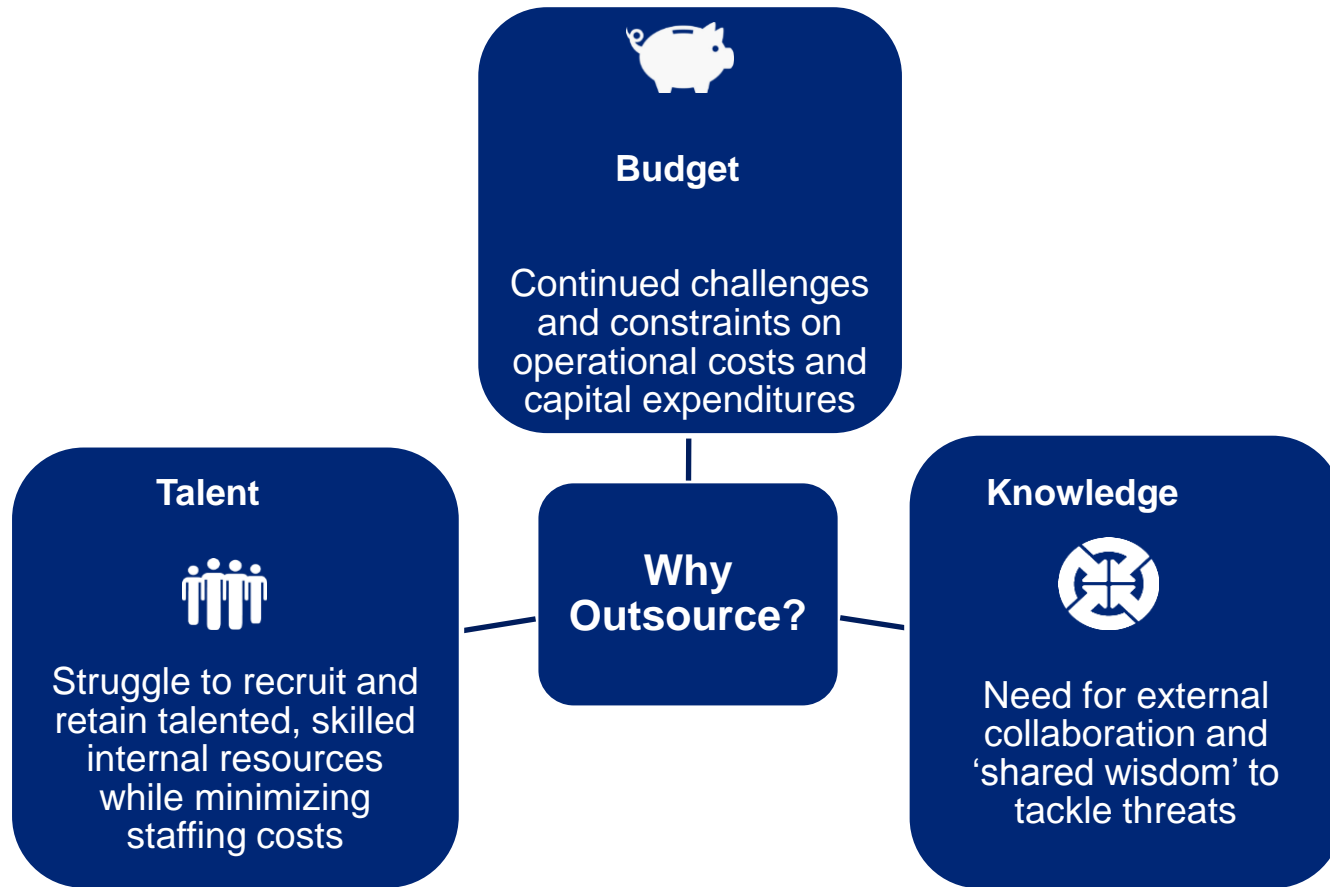 Budget
Continued challenges
and constraints on
operational costs and
capital expenditures
Talent
Struggle to recruit and
retain talented, skilled
internal resources
while minimizing
staffing costs
Why
Outsource?
Knowledge
Need for external
collaboration and
‘shared wisdom’ to
tackle threats